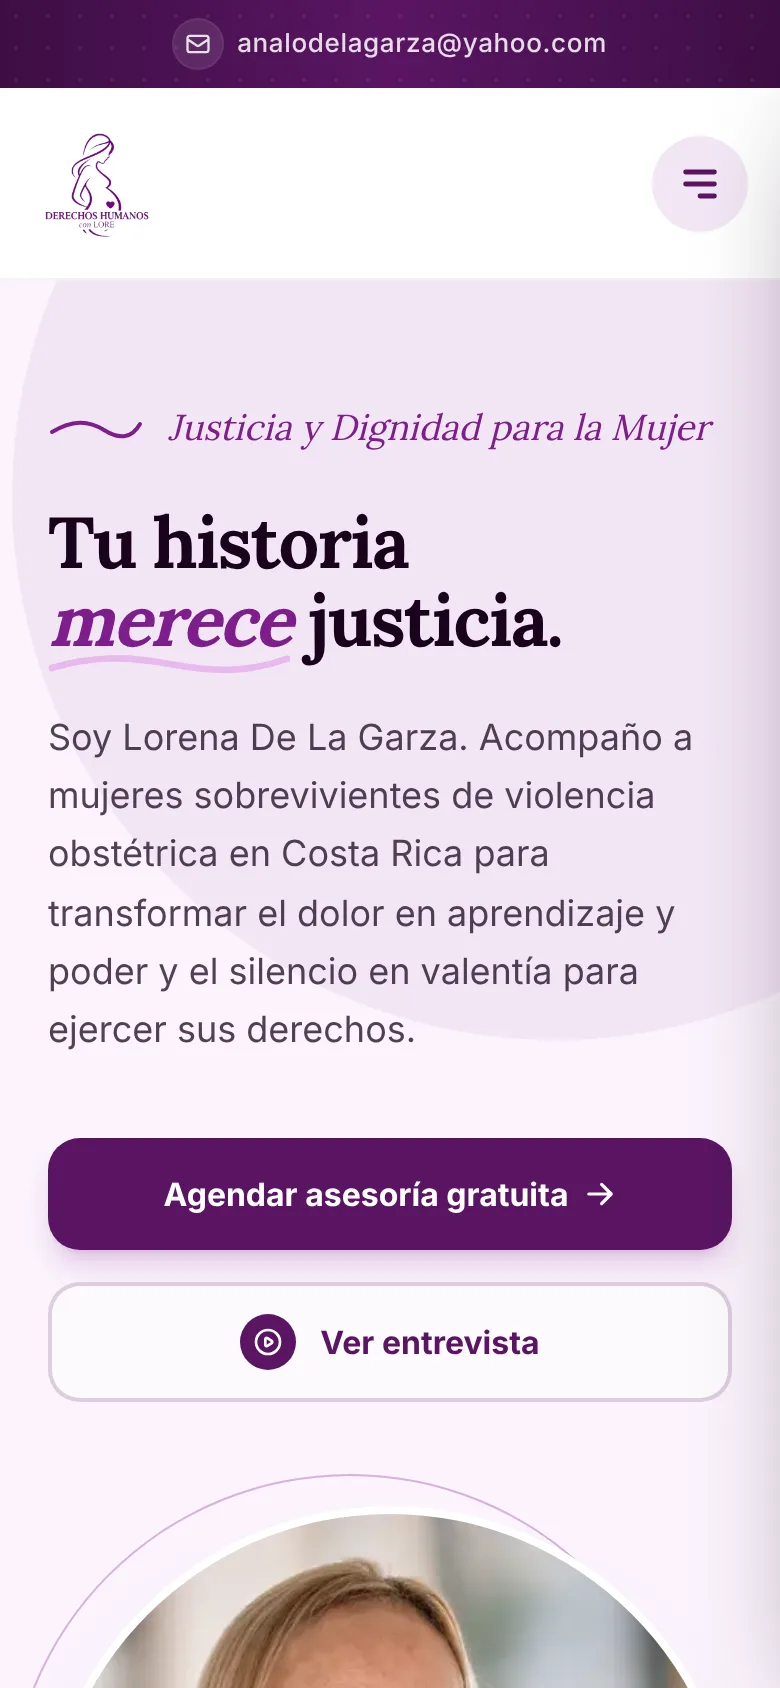 analodelagarza@yahoo.com
DERECHOS HUMANOS
con LORE
Justicia y Dignidad para la Mujer
Tu historia
merece justicia.
Soy Lorena De La Garza. Acompaño a
mujeres sobrevivientes de violencia
obstétrica en Costa Rica para
transformar el dolor en aprendizaje y
poder y el silencio en valentía para
ejercer sus derechos.
Agendar asesoría gratuita
Ver entrevista